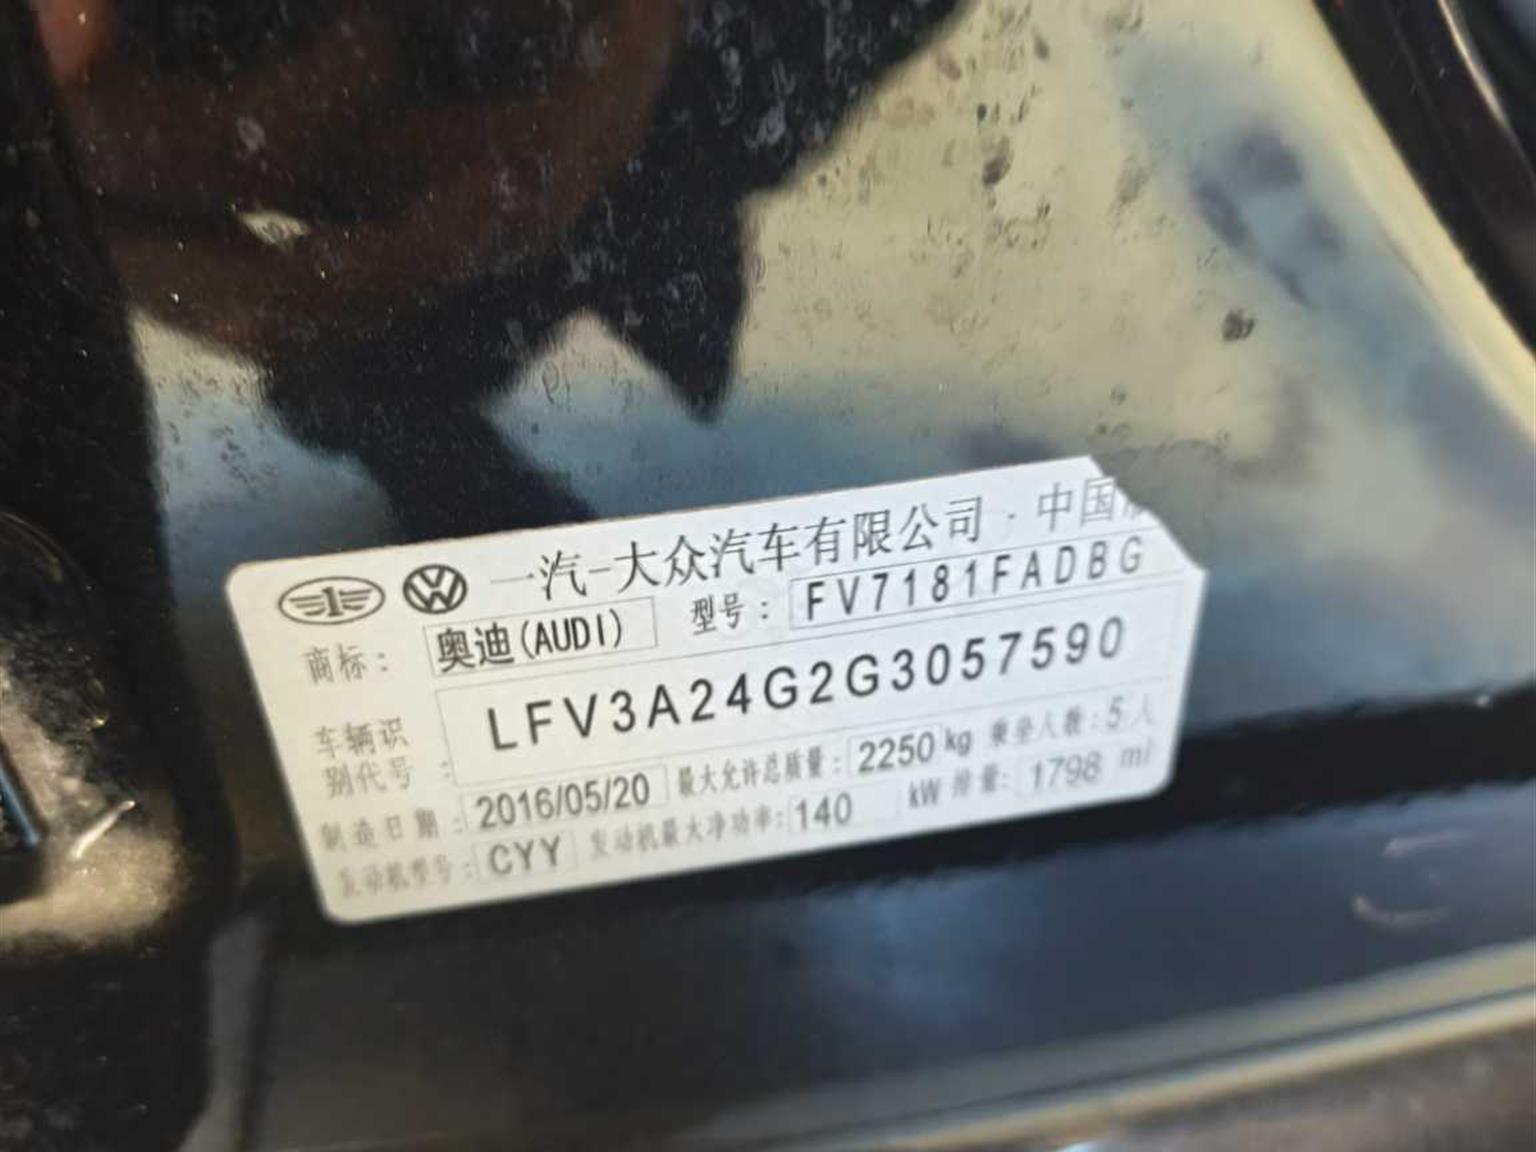 一汽-大众汽车有限公司 · 中国
商标: 奥迪(AUDI) 型号: FV7181FADBG
车辆识别代号: LFV3A24G2G3057590
制造日期: 2016/05/20 最大允许总质量: 2250 kg 乘坐人数: 5人
发动机型号: CYY 发动机最大净功率: 140 kW 排量: 1798 ml